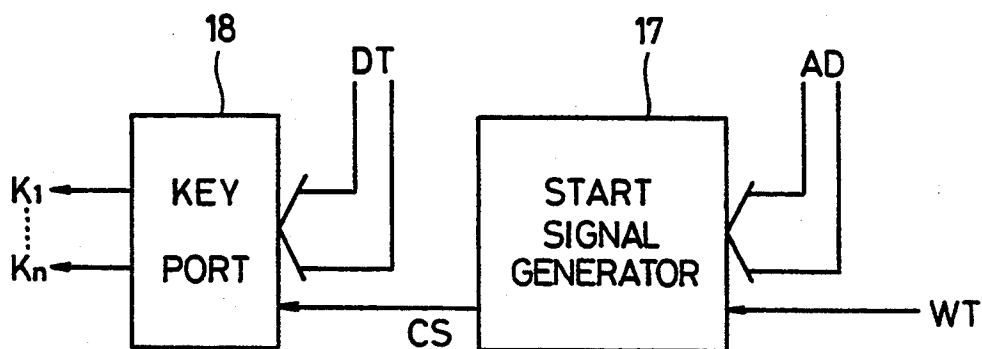 18
DT
17
AD
K1
KEY
PORT
Kn
START
SIGNAL
GENERATOR
CS
WT